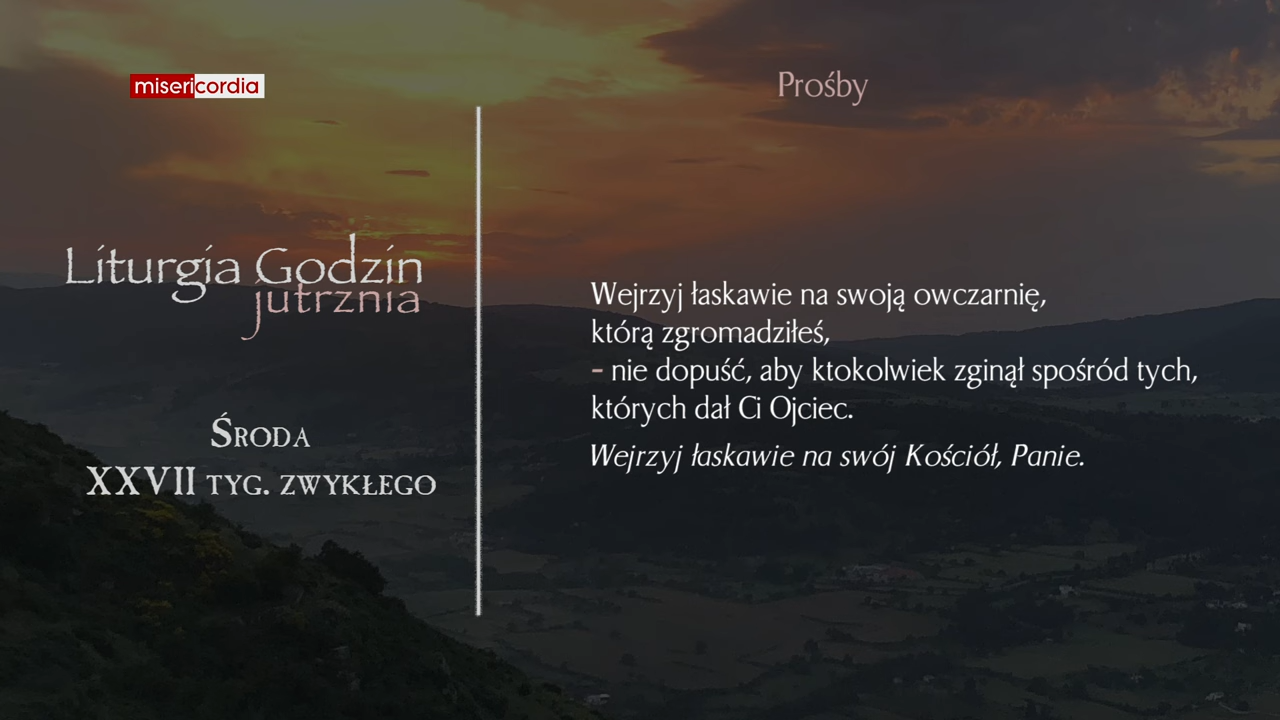 misericordia
Liturgia Godzin
jutrznia
Środa
XXVII tyg. zwykłego
Prośby
Wejrzyj łaskawie na swoją owczarnię,
którą zgromadziłeś,
- nie dopuść, aby ktokolwiek zginął spośród tych,
których dał Ci Ojciec.
Wejrzyj łaskawie na swój Kościół, Panie.